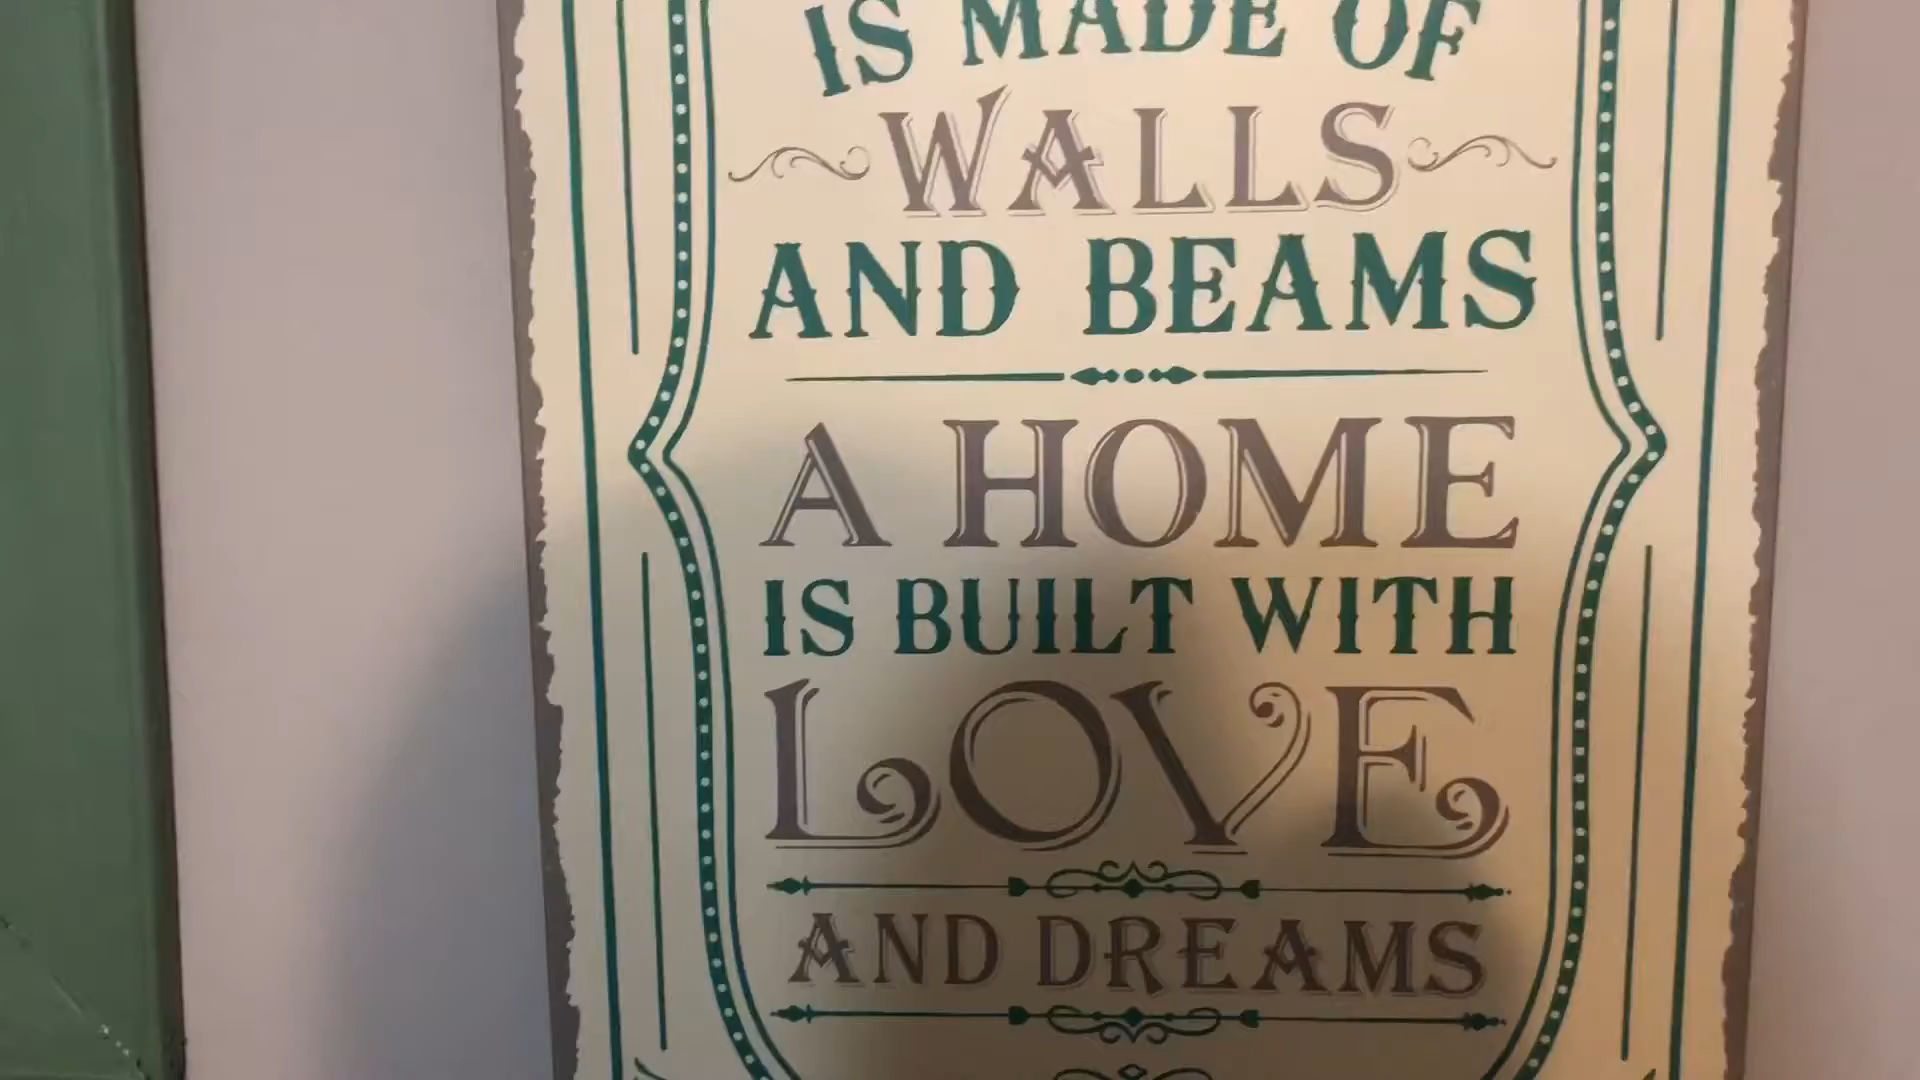 IS MADE OF
WALLS
AND BEAMS
A HOME
IS BUILT WITH
LOVE
AND DREAMS